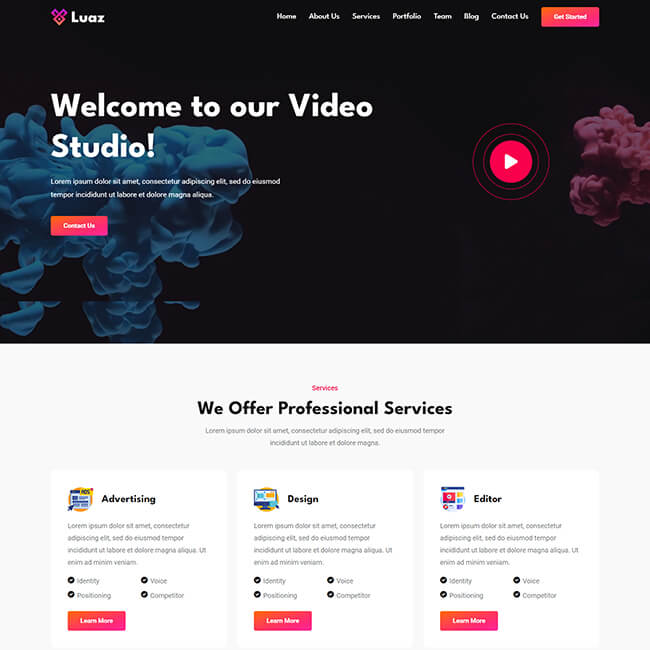 Luaz
Home About Us Services Portfolio Team Blog Contact Us Get Started
Welcome to our Video
Studio!
Lorem ipsum dolor sit amet, consectetur adipiscing elit, sed do eiusmod
tempor incididunt ut labore et dolore magna aliqua.
Contact Us
Services
We Offer Professional Services
Lorem ipsum dolor sit amet, consectetur adipiscing elit, sed do eiusmod tempor
incididunt ut labore et dolore magna.
Advertising
Lorem ipsum dolor sit amet, consectetur
adipiscing elit, sed do eiusmod tempor
incididunt ut labore et dolore magna aliqua. Ut
enim ad minim veniam.
Identity Voice
Positioning Competitor
Learn More
Design
Lorem ipsum dolor sit amet, consectetur
adipiscing elit, sed do eiusmod tempor
incididunt ut labore et dolore magna aliqua. Ut
enim ad minim veniam.
Identity Voice
Positioning Competitor
Learn More
Editor
Lorem ipsum dolor sit amet, consectetur
adipiscing elit, sed do eiusmod tempor
incididunt ut labore et dolore magna aliqua. Ut
enim ad minim veniam.
Identity Voice
Positioning Competitor
Learn More